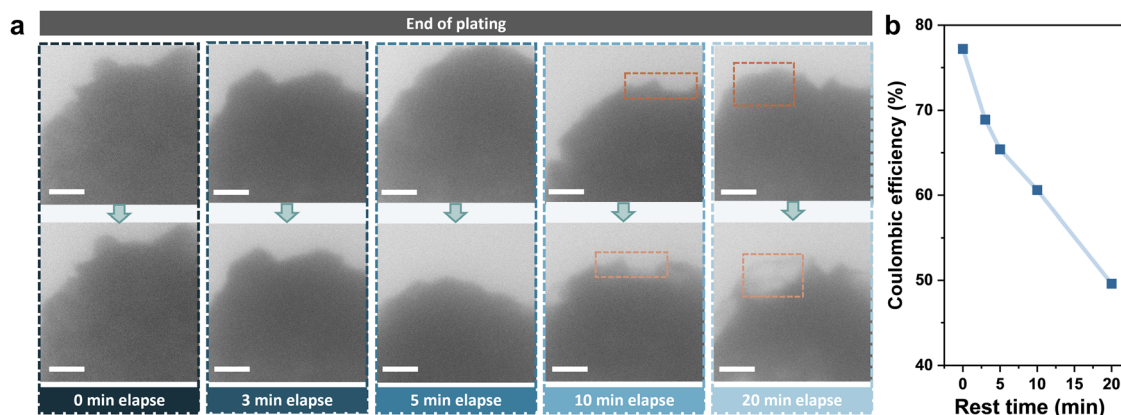 a
End of plating
0 min elapse
3 min elapse
5 min elapse
10 min elapse
20 min elapse
b
Coulombic efficiency (%)
80
70
60
50
40
0 5 10 15 20
Rest time (min)